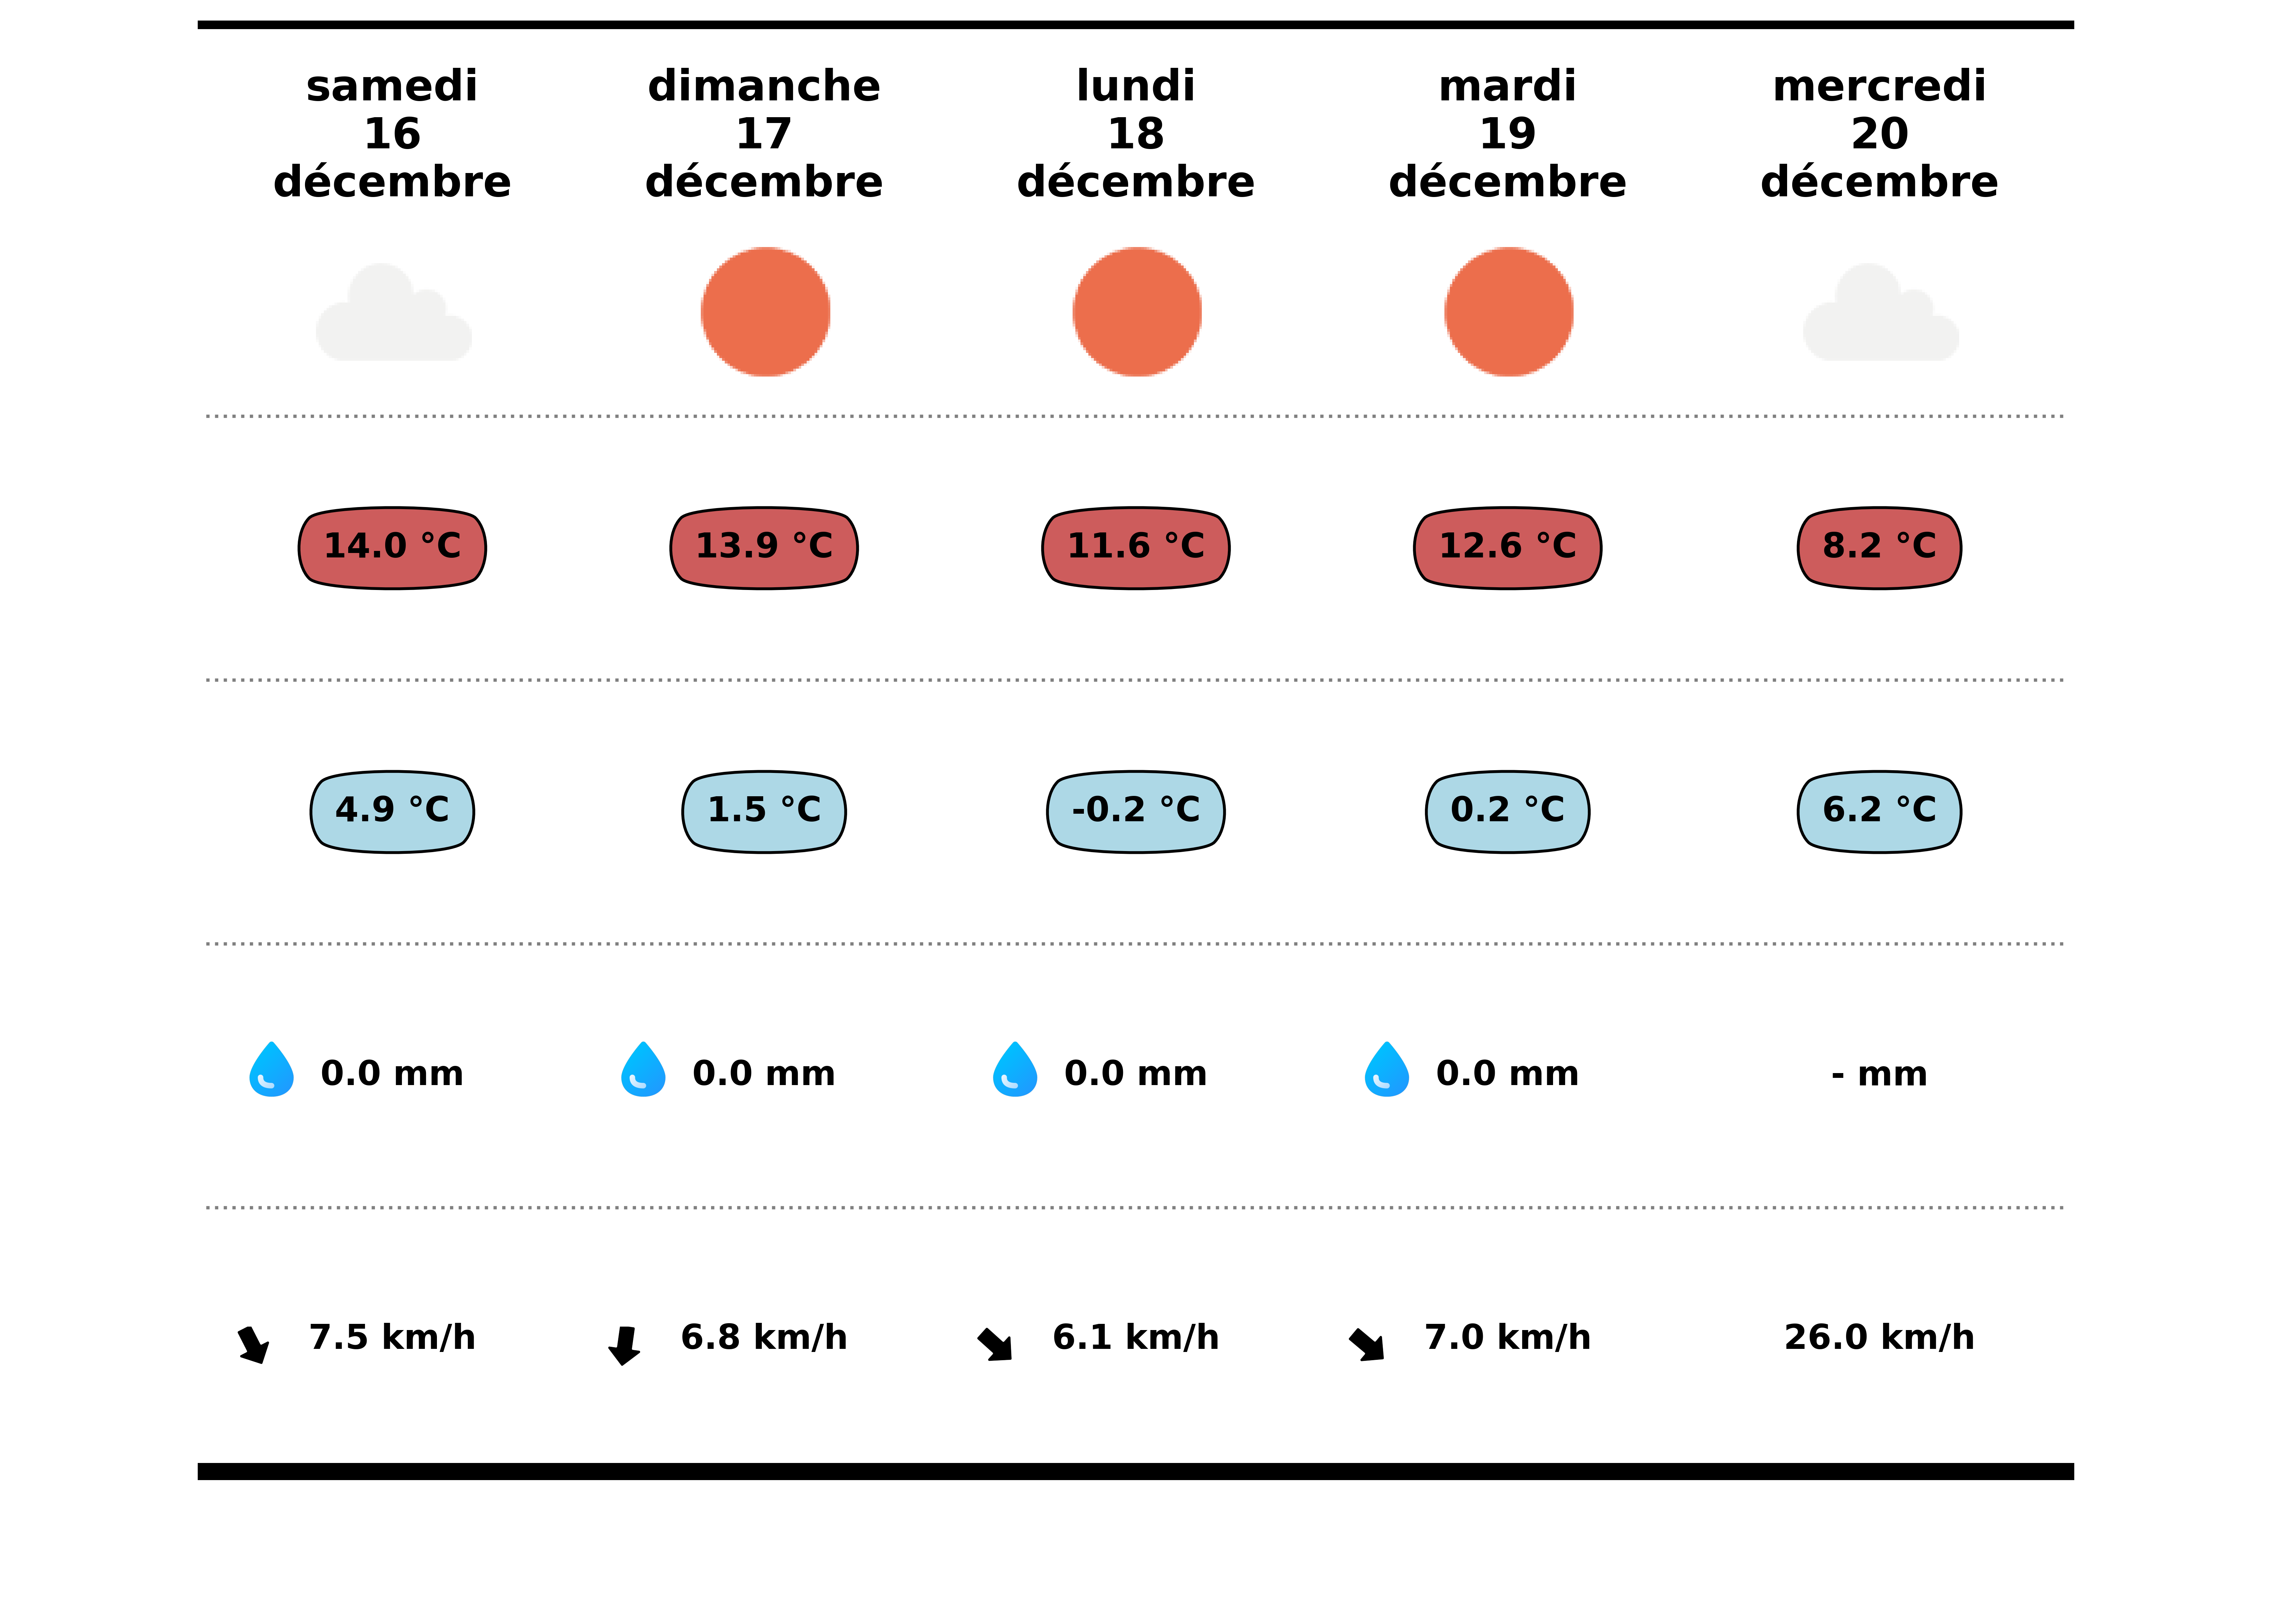 samedi
16
décembre
dimanche
17
décembre
lundi
18
décembre
mardi
19
décembre
mercredi
20
décembre
14.0 °C
13.9 °C
11.6 °C
12.6 °C
8.2 °C
4.9 °C
1.5 °C
-0.2 °C
0.2 °C
6.2 °C
0.0 mm
0.0 mm
0.0 mm
0.0 mm
- mm
7.5 km/h
6.8 km/h
6.1 km/h
7.0 km/h
26.0 km/h